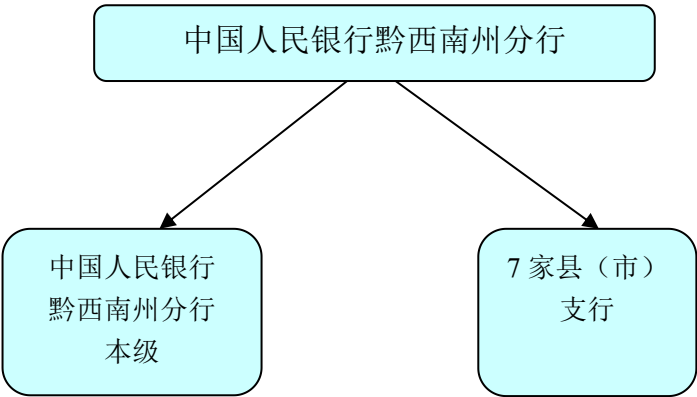 中国人民银行黔西南州分行
中国人民银行
黔西南州分行
本级
7 家县（市）
支行